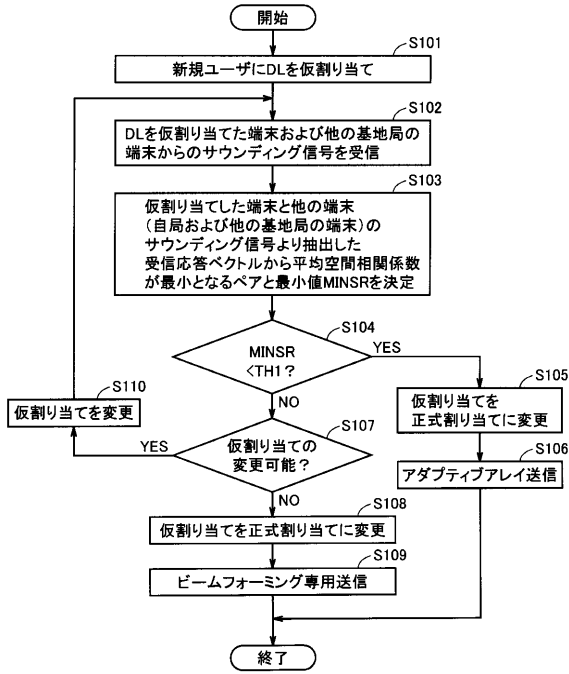 開始
S101
新規ユーザにDLを仮割り当て
S102
DLを仮割り当てた端末および他の基地局の
端末からのサウンディング信号を受信
S103
仮割り当てした端末と他の端末
（自局および他の基地局の端末）の
サウンディング信号より抽出した
受信応答ベクトルから平均空間相関係数
が最小となるペアと最小値MINSRを決定
S104
MINSR
<TH1？
YES
NO
S105
仮割り当てを
正式割り当てに変更
S106
アダプティブアレイ送信
S110
仮割り当てを変更
S107
仮割り当ての
変更可能？
YES
NO
S108
仮割り当てを正式割り当てに変更
S109
ビームフォーミング専用送信
終了